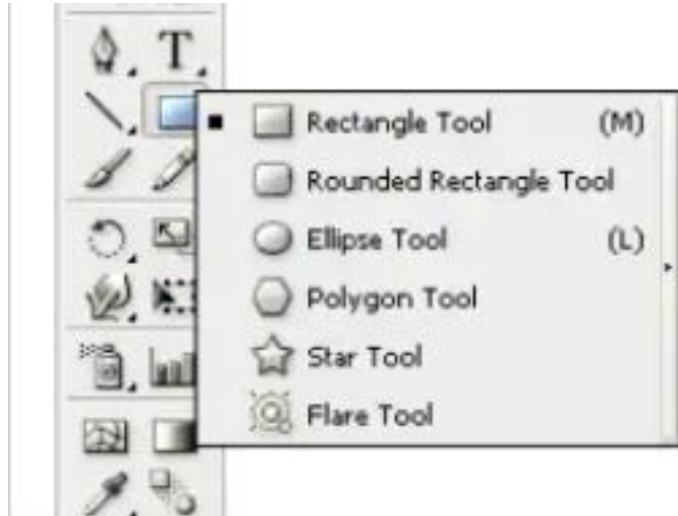 T
Rectangle Tool (M)
Rounded Rectangle Tool
Ellipse Tool (L)
Polygon Tool
Star Tool
Flare Tool